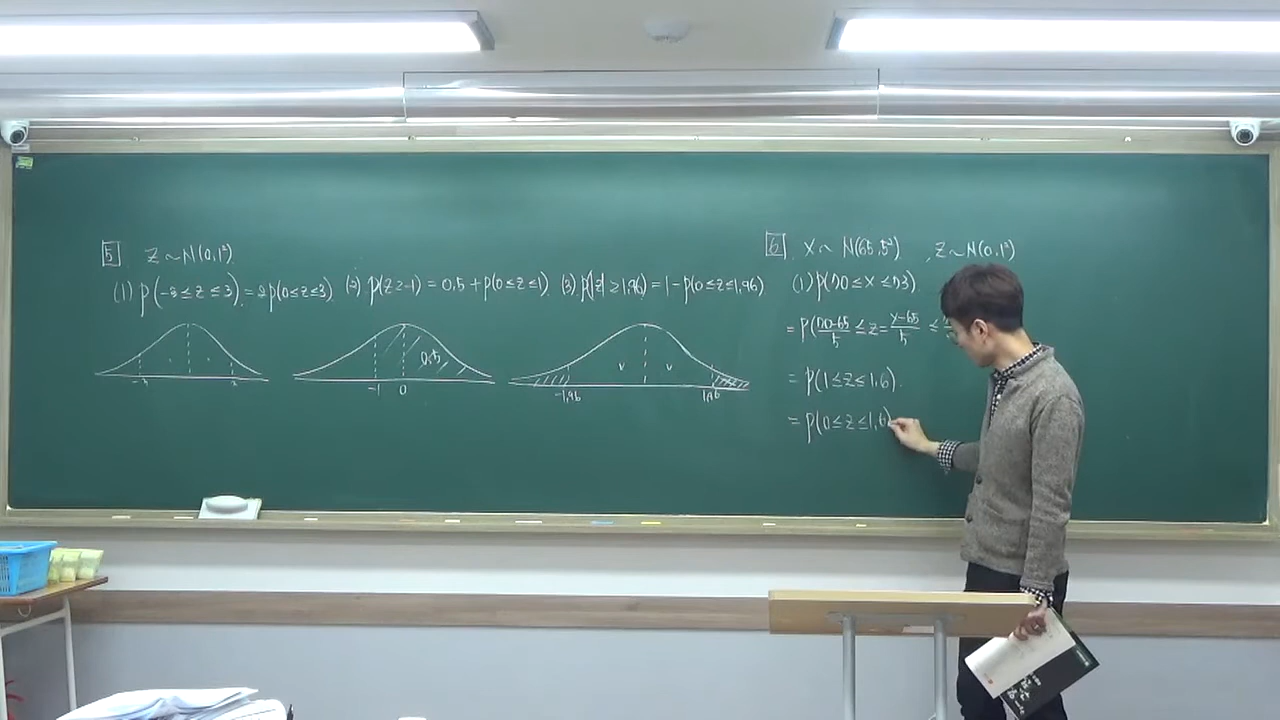 5 Z ~ N(0,1²)
(1) P(-3≤Z≤3) = 2P(0≤Z≤3) (2) P(Z≥-1) = 0.5 + P(0≤Z≤1) (3) P(|Z|≥1.96) = 1-P(0≤Z≤1.96)
0.5
-1 0 -1.96 1.96
6 X ~ N(65, 5²), Z ~ N(0,1²)
(1) P(70≤X≤73)
= P(70-65/5 ≤ Z = X-65/5 ≤
= P(1≤Z≤1.6)
= P(0≤Z≤1.6)